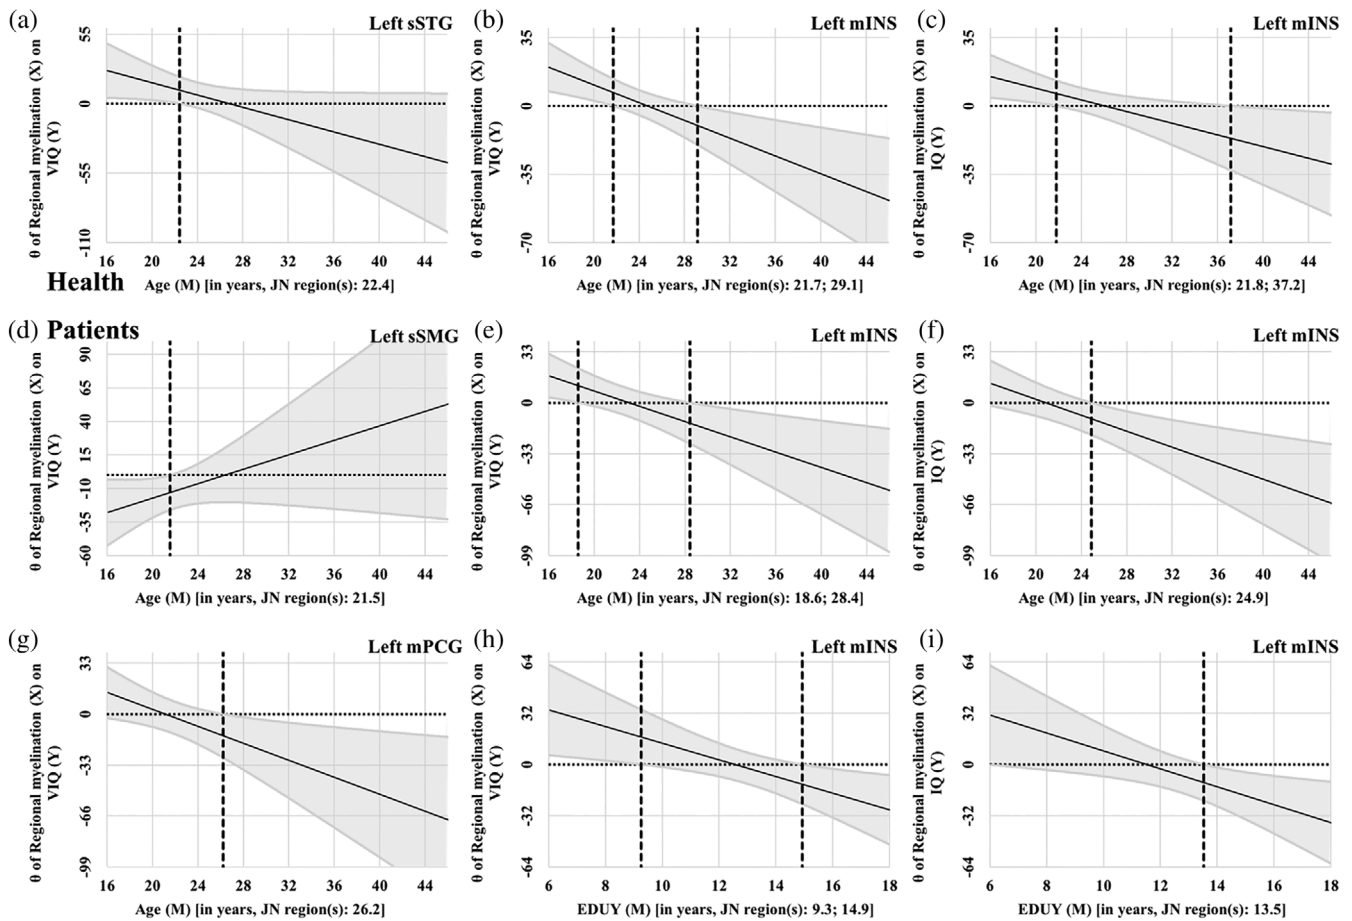 (a)
Left sSTG
θ of Regional myelination (X) on
VIQ (Y)
55
0
-55
-110
16 20 24 28 32 36 40 44
Health
Age (M) [in years, JN region(s): 22.4]
(b)
Left mINS
θ of Regional myelination (X) on
VIQ (Y)
35
0
-35
-70
16 20 24 28 32 36 40 44
Age (M) [in years, JN region(s): 21.7; 29.1]
(c)
Left mINS
θ of Regional myelination (X) on
IQ (Y)
35
0
-35
-70
16 20 24 28 32 36 40 44
Age (M) [in years, JN region(s): 21.8; 37.2]
(d)
Patients
Left sSMG
θ of Regional myelination (X) on
VIQ (Y)
90
65
40
15
-10
-35
-60
16 20 24 28 32 36 40 44
Age (M) [in years, JN region(s): 21.5]
(e)
Left mINS
θ of Regional myelination (X) on
VIQ (Y)
33
0
-33
-66
-99
16 20 24 28 32 36 40 44
Age (M) [in years, JN region(s): 18.6; 28.4]
(f)
Left mINS
θ of Regional myelination (X) on
IQ (Y)
33
0
-33
-66
-99
16 20 24 28 32 36 40 44
Age (M) [in years, JN region(s): 24.9]
(g)
Left mPCG
θ of Regional myelination (X) on
VIQ (Y)
33
0
-33
-66
-99
16 20 24 28 32 36 40 44
Age (M) [in years, JN region(s): 26.2]
(h)
Left mINS
θ of Regional myelination (X) on
VIQ (Y)
64
32
0
-32
-64
6 8 10 12 14 16 18
EDUY (M) [in years, JN region(s): 9.3; 14.9]
(i)
Left mINS
θ of Regional myelination (X) on
IQ (Y)
64
32
0
-32
-64
6 8 10 12 14 16 18
EDUY (M) [in years, JN region(s): 13.5]